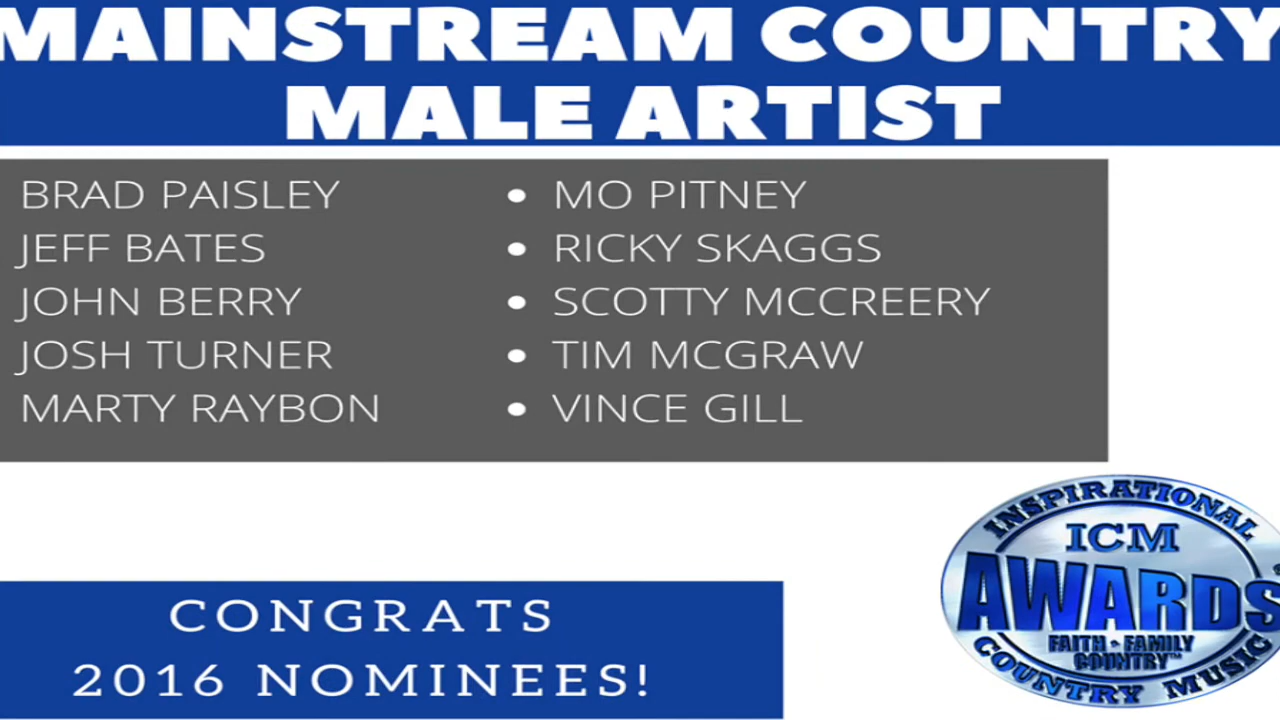 MAINSTREAM COUNTRY
MALE ARTIST
BRAD PAISLEY
JEFF BATES
JOHN BERRY
JOSH TURNER
MARTY RAYBON
• MO PITNEY
• RICKY SKAGGS
• SCOTTY MCCREERY
• TIM MCGRAW
• VINCE GILL
CONGRATS
2016 NOMINEES!
INSPIRATIONAL
ICM
AWARDS
FAITH - FAMILY
COUNTRY™
COUNTRY MUSIC